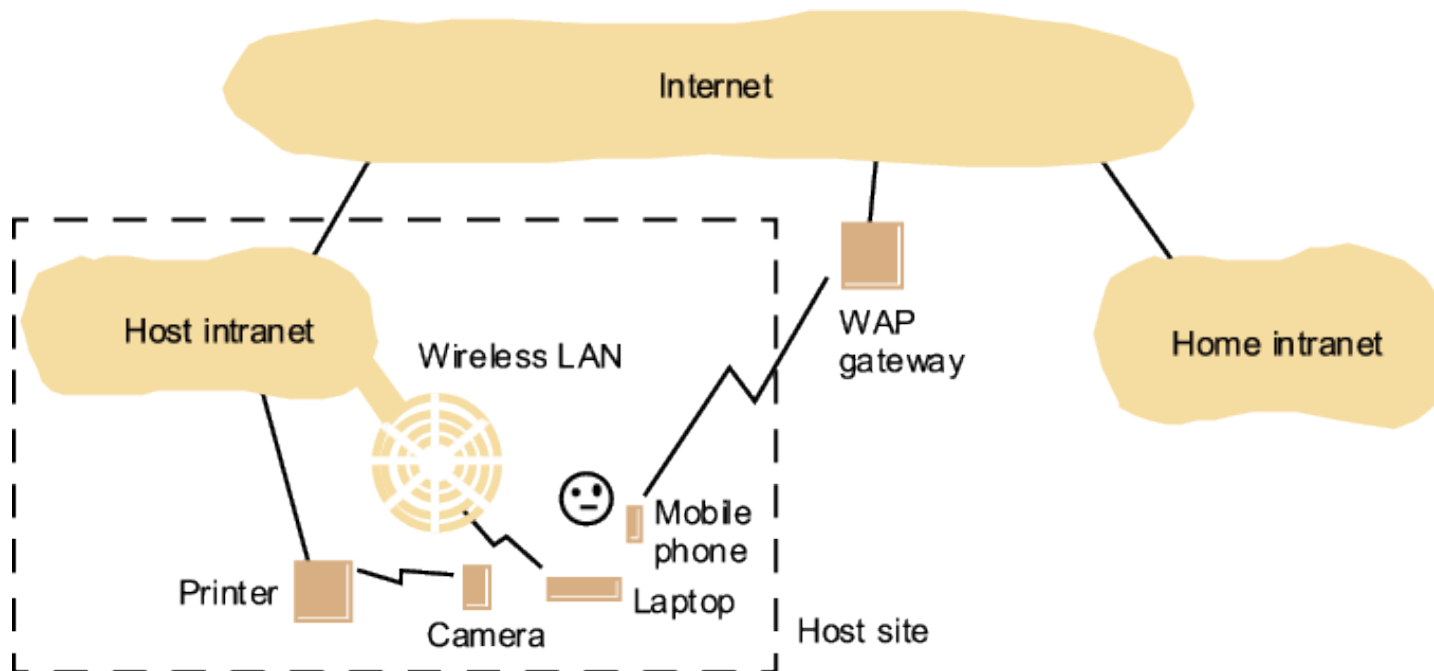 Internet
Host intranet
Wireless LAN
WAP
gateway
Home intranet
Mobile
phone
Printer
Camera
Laptop
Host site